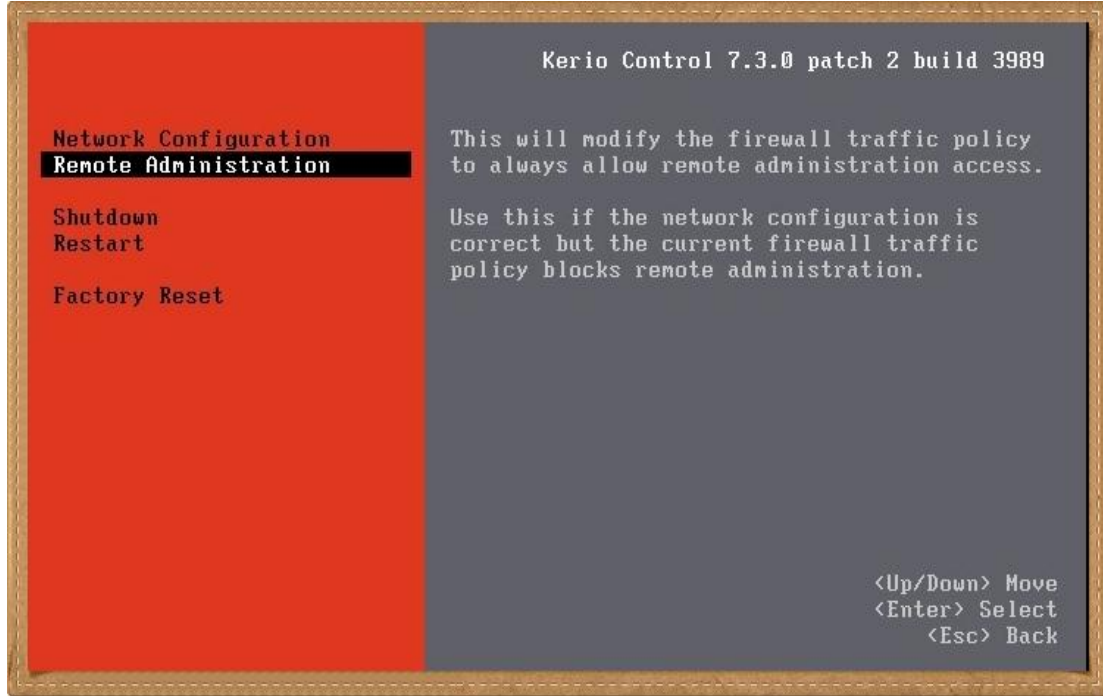 Kerio Control 7.3.0 patch 2 build 3989
Network Configuration
Remote Administration
Shutdown
Restart
Factory Reset
This will modify the firewall traffic policy
to always allow remote administration access.
Use this if the network configuration is
correct but the current firewall traffic
policy blocks remote administration.
<Up/Down> Move
<Enter> Select
<Esc> Back